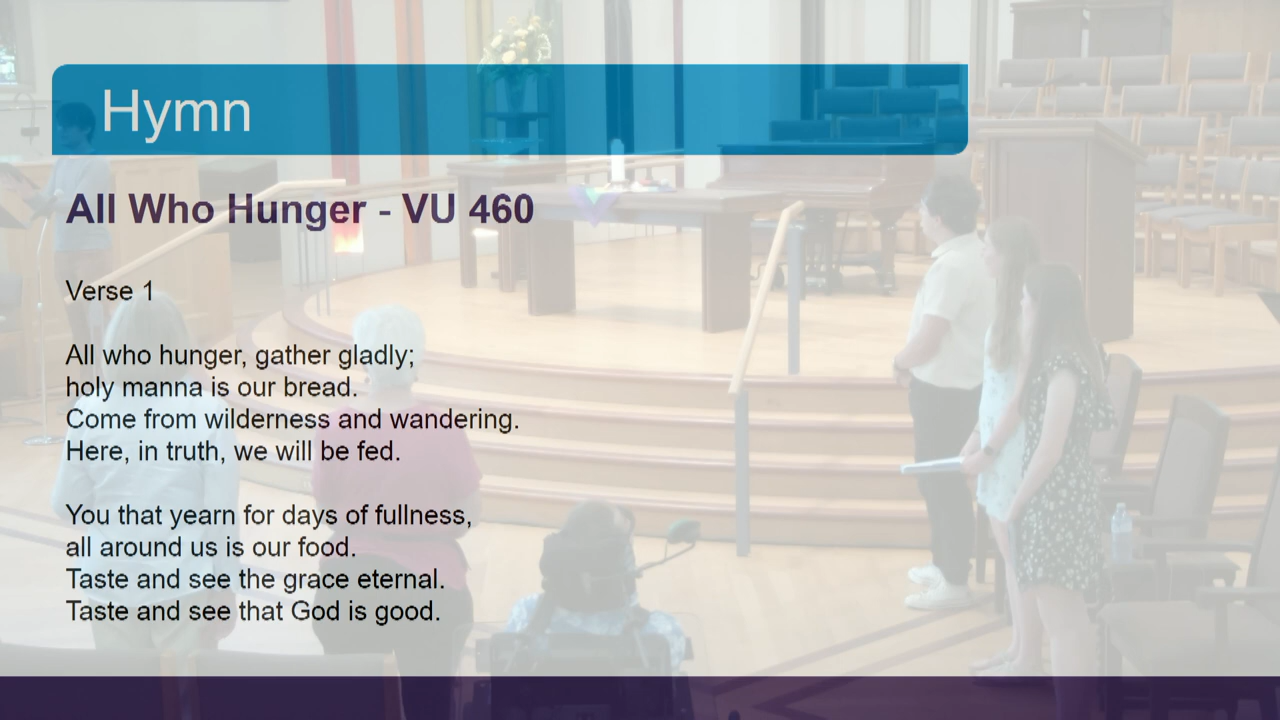 Hymn
All Who Hunger - VU 460
Verse 1
All who hunger, gather gladly;
holy manna is our bread.
Come from wilderness and wandering.
Here, in truth, we will be fed.
You that yearn for days of fullness,
all around us is our food.
Taste and see the grace eternal.
Taste and see that God is good.